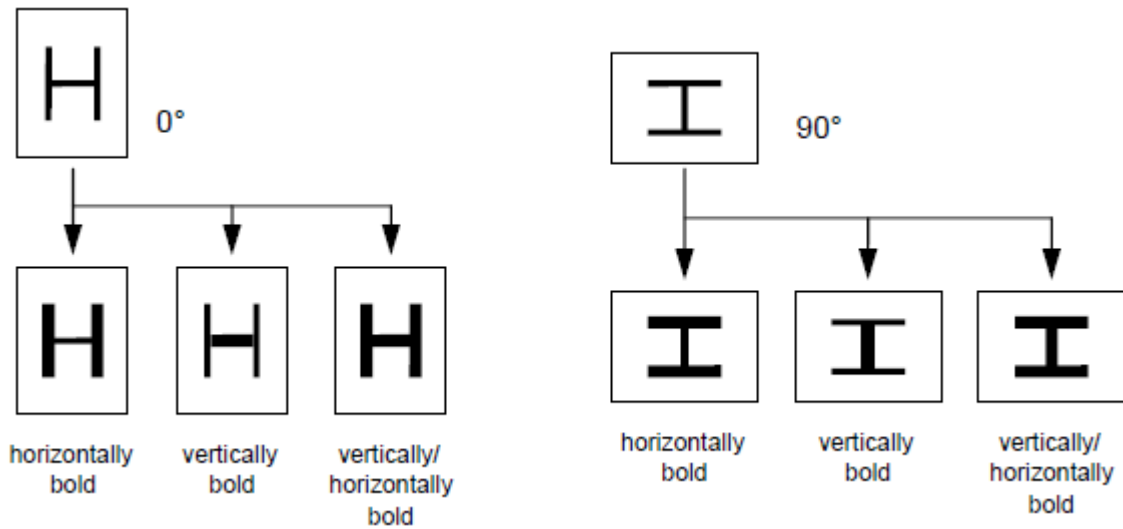 H
0°
H
H
H
horizontally
bold
vertically
bold
vertically/
horizontally
bold
H
90°
H
H
H
horizontally
bold
vertically
bold
vertically/
horizontally
bold